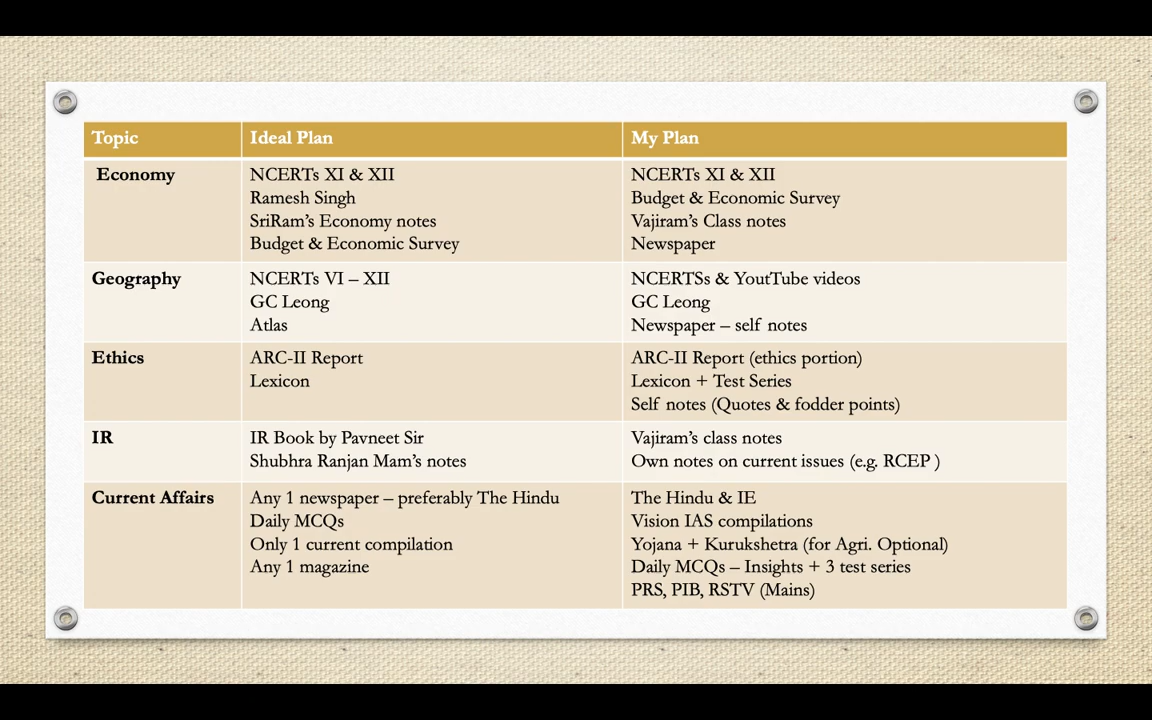 Topic Ideal Plan My Plan
Economy
NCERTs XI & XII
Ramesh Singh
SriRam's Economy notes
Budget & Economic Survey
NCERTs XI & XII
Budget & Economic Survey
Vajiram's Class notes
Newspaper
Geography
NCERTs VI – XII
GC Leong
Atlas
NCERTSs & YoutTube videos
GC Leong
Newspaper – self notes
Ethics
ARC-II Report
Lexicon
ARC-II Report (ethics portion)
Lexicon + Test Series
Self notes (Quotes & fodder points)
IR
IR Book by Pavneet Sir
Shubhra Ranjan Mam's notes
Vajiram's class notes
Own notes on current issues (e.g. RCEP )
Current Affairs
Any 1 newspaper – preferably The Hindu
Daily MCQs
Only 1 current compilation
Any 1 magazine
The Hindu & IE
Vision IAS compilations
Yojana + Kurukshetra (for Agri. Optional)
Daily MCQs – Insights + 3 test series
PRS, PIB, RSTV (Mains)